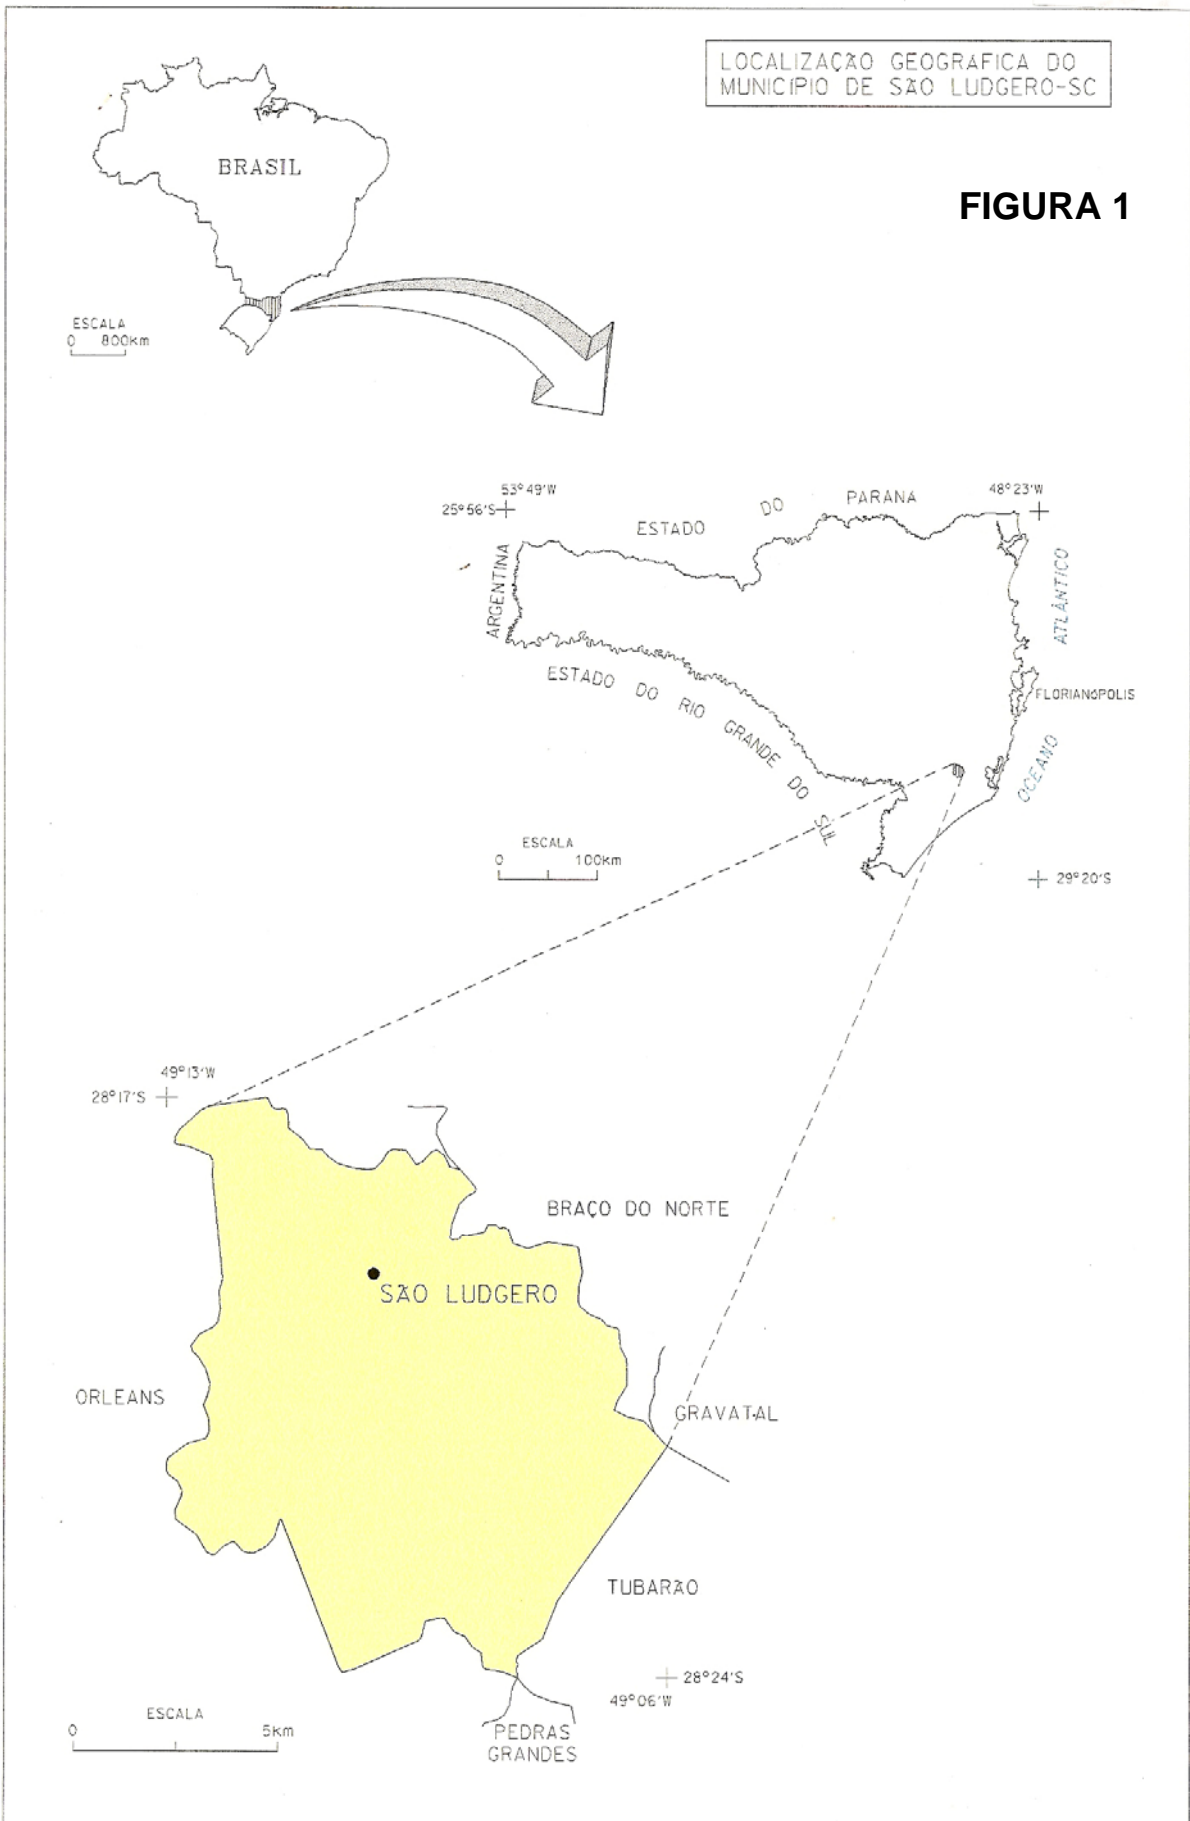 LOCALIZAÇÃO GEOGRÁFICA DO
MUNICÍPIO DE SÃO LUDGERO-SC
BRASIL
FIGURA 1
ESCALA
0 800km
53°49'W
25°56'S
48°23'W
ESTADO DO PARANÁ
ARGENTINA
ATLÂNTICO
ESTADO DO RIO GRANDE DO SUL
FLORIANÓPOLIS
OCEANO
ESCALA
0 100km
29°20'S
49°13'W
28°17'S
BRAÇO DO NORTE
SÃO LUDGERO
ORLEANS
GRAVATAL
TUBARÃO
28°24'S
49°06'W
ESCALA
0 5km
PEDRAS
GRANDES